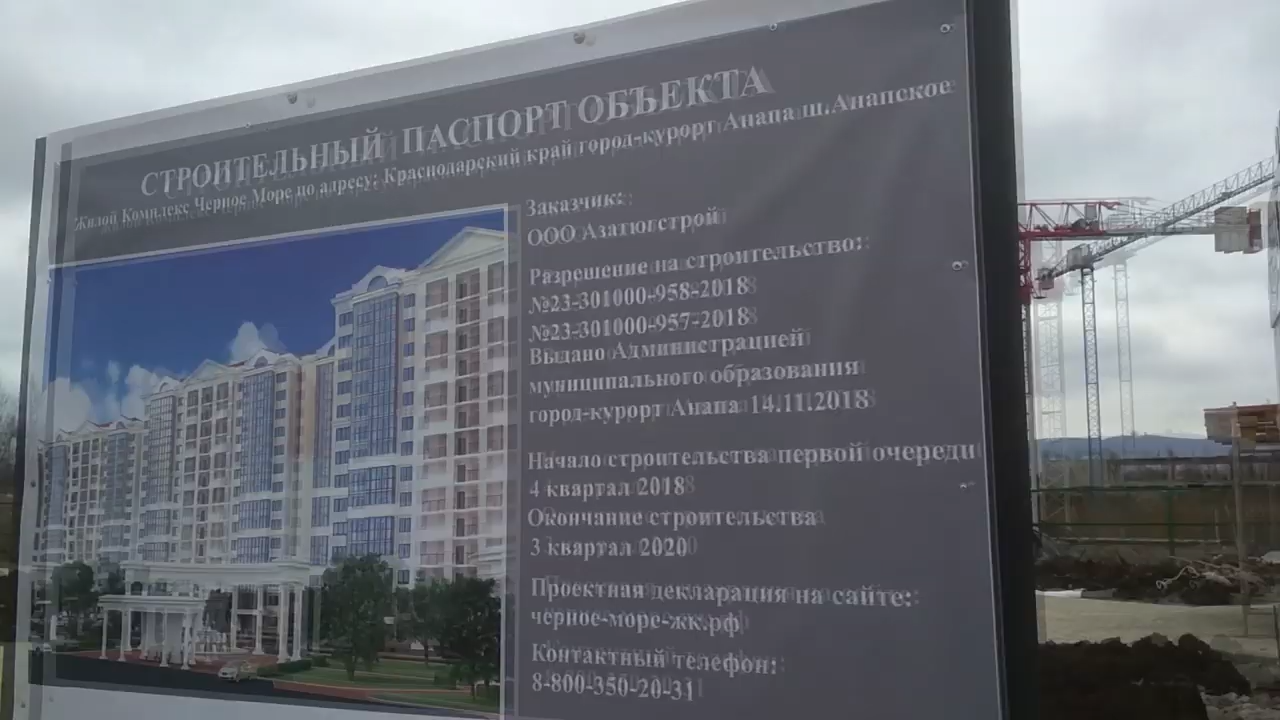 СТРОИТЕЛЬНЫЙ ПАСПОРТ ОБЪЕКТА
Жилой Комплекс Черное Море по адресу: Краснодарский край город-курорт Анапа ш.Анапское
Заказчик:
ООО Азатюгстрой
Разрешение на строительство:
№23-301000-958-2018
№23-301000-957-2018
Выдано Администрацией
муниципального образования
город-курорт Анапа 14.11.2018
Начало строительства первой очереди
4 квартал 2018
Окончание строительства
3 квартал 2020
Проектная декларация на сайте:
черное-море-жк.рф
Контактный телефон:
8-800-350-20-31